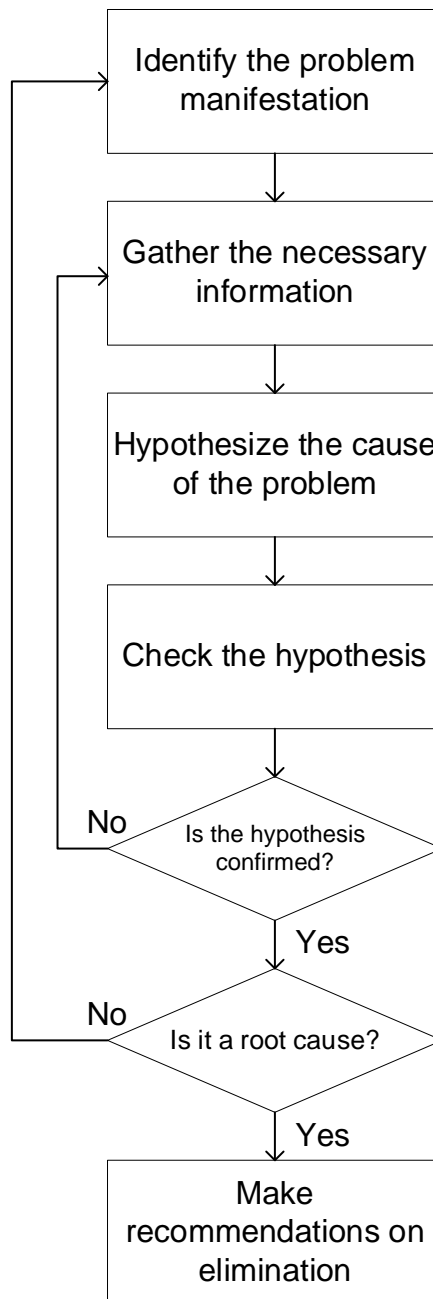 Identify the problem
manifestation
Gather the necessary
information
Hypothesize the cause
of the problem
Check the hypothesis
Is the hypothesis
confirmed?
No
Yes
Is it a root cause?
No
Yes
Make
recommendations on
elimination